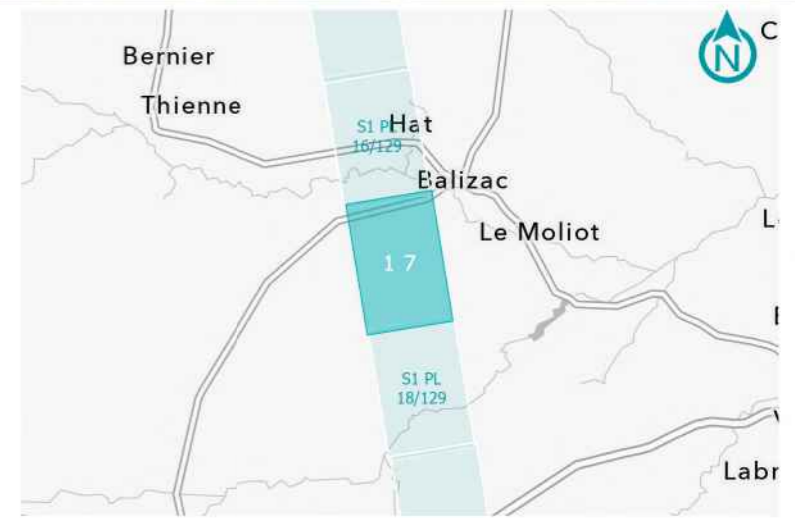 N
C
Bernier
Thienne
S1 PL
16/129
Hat
Balizac
Le Moliot
L
1 7
S1 PL
18/129
Labr